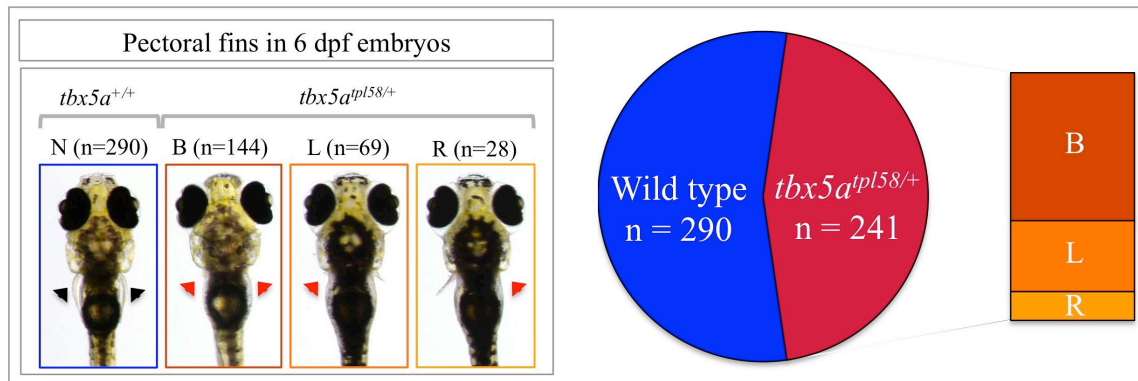 Pectoral fins in 6 dpf embryos
tbx5a+/+
tbx5atpl58/+
N (n=290)
B (n=144)
L (n=69)
R (n=28)
Wild type
n = 290
tbx5atpl58/+
n = 241
B
L
R